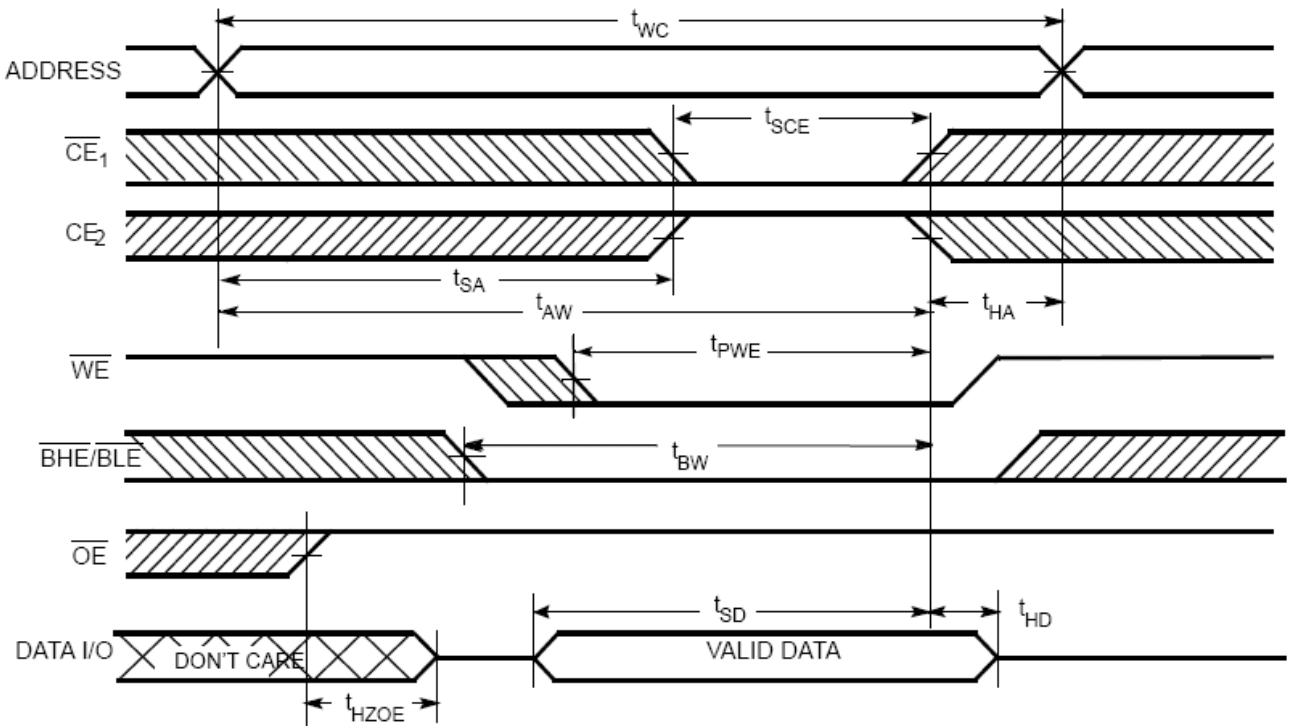 tWC
ADDRESS
tSCE
CE1
CE2
tSA
tAW
tHA
WE
tPWE
BHE/BLE
tBW
OE
tSD
tHD
DATA I/O
DON'T CARE
VALID DATA
tHZOE